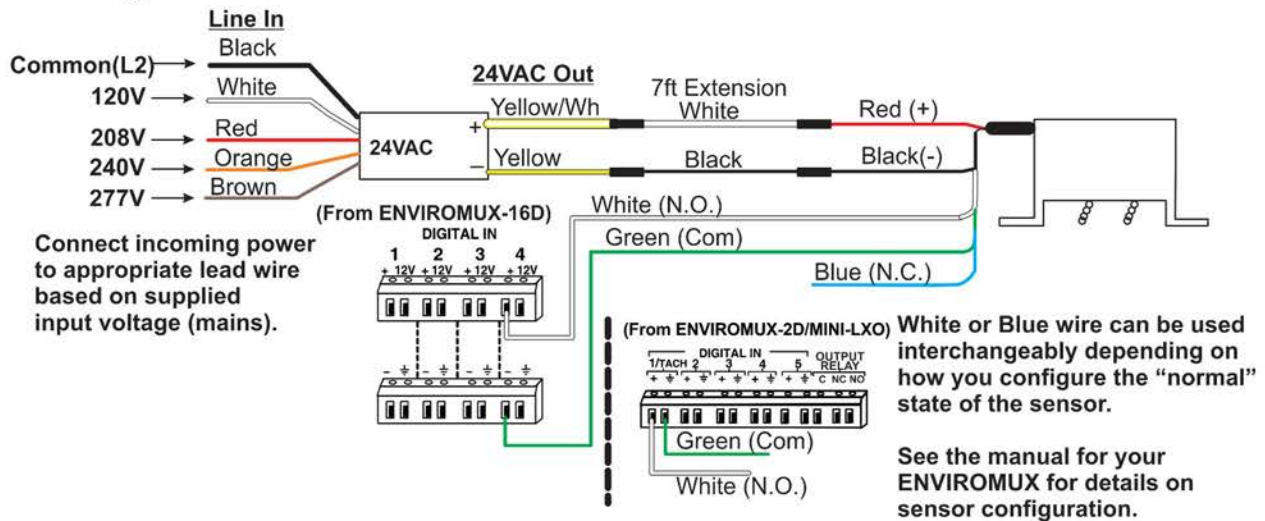 Line In
Black
Common(L2)
White
120V
Red
208V
Orange
240V
Brown
277V
24VAC
+
–
24VAC Out
Yellow/Wh
Yellow
7ft Extension
White
Black
Red (+)
Black(-)
White (N.O.)
Green (Com)
Blue (N.C.)
Connect incoming power
to appropriate lead wire
based on supplied
input voltage (mains).
(From ENVIROMUX-16D)
DIGITAL IN
1 2 3 4
+ 12V + 12V + 12V + 12V
– – – –
(From ENVIROMUX-2D/MINI-LXO)
DIGITAL IN
OUTPUT
RELAY
1/TACH 2 3 4 5
+ + + + + C NC NO
Green (Com)
White (N.O.)
White or Blue wire can be used
interchangeably depending on
how you configure the “normal”
state of the sensor.
See the manual for your
ENVIROMUX for details on
sensor configuration.